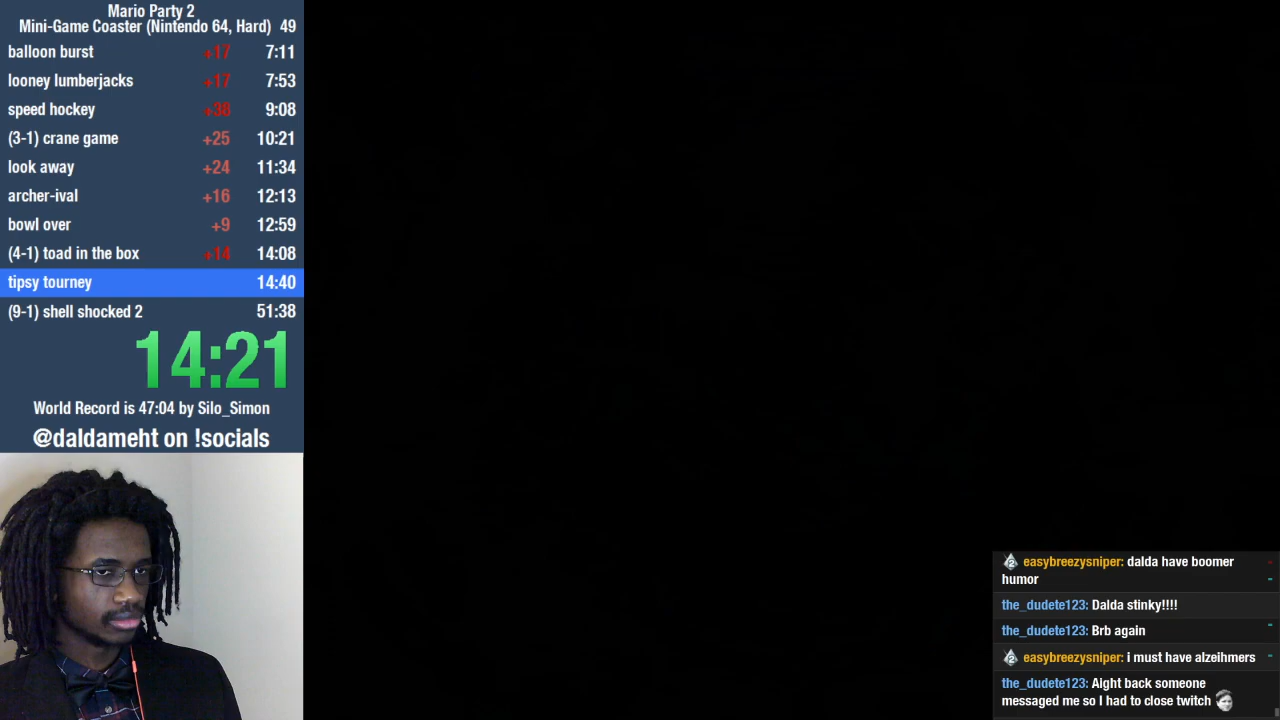 Mario Party 2
Mini-Game Coaster (Nintendo 64, Hard) 49
balloon burst +17 7:11
looney lumberjacks +17 7:53
speed hockey +38 9:08
(3-1) crane game +25 10:21
look away +24 11:34
archer-ival +16 12:13
bowl over +9 12:59
(4-1) toad in the box +14 14:08
tipsy tourney 14:40
(9-1) shell shocked 2 51:38
14:21
World Record is 47:04 by Silo_Simon
@daldameht on !socials
2 easybreezysniper: dalda have boomer
humor
the_dudete123: Dalda stinky!!!!
the_dudete123: Brb again
2 easybreezysniper: i must have alzeihmers
the_dudete123: Aight back someone
messaged me so I had to close twitch